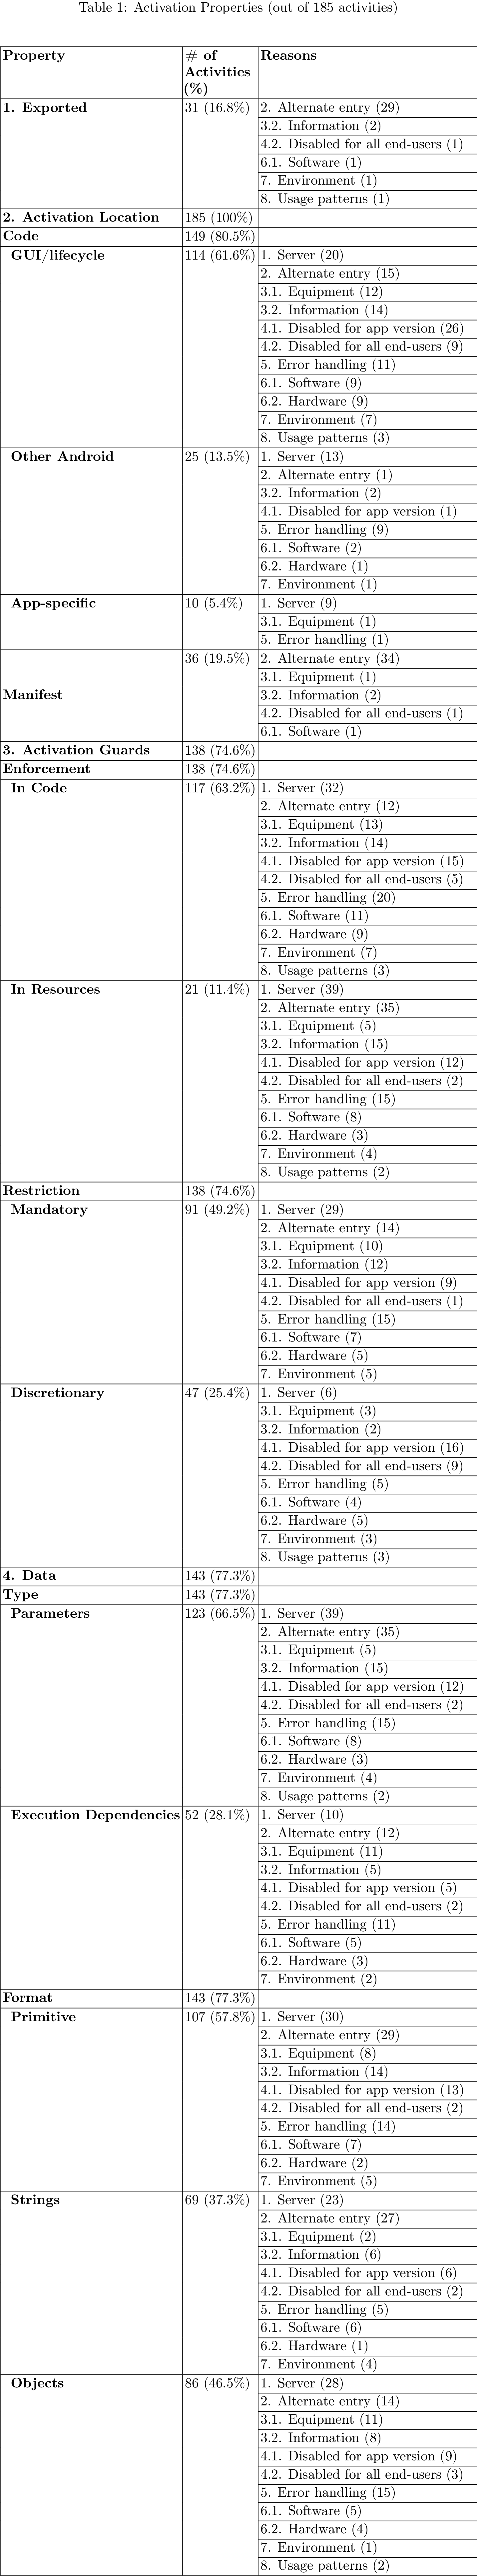 Table 1: Activation Properties (out of 185 activities)
Property # of Reasons
Activities
(%)
1. Exported 31 (16.8%) 2. Alternate entry (29)
3.2. Information (2)
4.2. Disabled for all end-users (1)
6.1. Software (1)
7. Environment (1)
8. Usage patterns (1)
2. Activation Location 185 (100%)
Code 149 (80.5%)
GUI/lifecycle 114 (61.6%) 1. Server (20)
2. Alternate entry (15)
3.1. Equipment (12)
3.2. Information (14)
4.1. Disabled for app version (26)
4.2. Disabled for all end-users (9)
5. Error handling (11)
6.1. Software (9)
6.2. Hardware (9)
7. Environment (7)
8. Usage patterns (3)
Other Android 25 (13.5%) 1. Server (13)
2. Alternate entry (1)
3.2. Information (2)
4.1. Disabled for app version (1)
5. Error handling (9)
6.1. Software (2)
6.2. Hardware (1)
7. Environment (1)
App-specific 10 (5.4%) 1. Server (9)
3.1. Equipment (1)
5. Error handling (1)
36 (19.5%) 2. Alternate entry (34)
3.1. Equipment (1)
Manifest 3.2. Information (2)
4.2. Disabled for all end-users (1)
6.1. Software (1)
3. Activation Guards 138 (74.6%)
Enforcement 138 (74.6%)
In Code 117 (63.2%) 1. Server (32)
2. Alternate entry (12)
3.1. Equipment (13)
3.2. Information (14)
4.1. Disabled for app version (15)
4.2. Disabled for all end-users (5)
5. Error handling (20)
6.1. Software (11)
6.2. Hardware (9)
7. Environment (7)
8. Usage patterns (3)
In Resources 21 (11.4%) 1. Server (39)
2. Alternate entry (35)
3.1. Equipment (5)
3.2. Information (15)
4.1. Disabled for app version (12)
4.2. Disabled for all end-users (2)
5. Error handling (15)
6.1. Software (8)
6.2. Hardware (3)
7. Environment (4)
8. Usage patterns (2)
Restriction 138 (74.6%)
Mandatory 91 (49.2%) 1. Server (29)
2. Alternate entry (14)
3.1. Equipment (10)
3.2. Information (12)
4.1. Disabled for app version (9)
4.2. Disabled for all end-users (1)
5. Error handling (15)
6.1. Software (7)
6.2. Hardware (5)
7. Environment (5)
Discretionary 47 (25.4%) 1. Server (6)
3.1. Equipment (3)
3.2. Information (2)
4.1. Disabled for app version (16)
4.2. Disabled for all end-users (9)
5. Error handling (5)
6.1. Software (4)
6.2. Hardware (5)
7. Environment (3)
8. Usage patterns (3)
4. Data 143 (77.3%)
Type 143 (77.3%)
Parameters 123 (66.5%) 1. Server (39)
2. Alternate entry (35)
3.1. Equipment (5)
3.2. Information (15)
4.1. Disabled for app version (12)
4.2. Disabled for all end-users (2)
5. Error handling (15)
6.1. Software (8)
6.2. Hardware (3)
7. Environment (4)
8. Usage patterns (2)
Execution Dependencies 52 (28.1%) 1. Server (10)
2. Alternate entry (12)
3.1. Equipment (11)
3.2. Information (5)
4.1. Disabled for app version (5)
4.2. Disabled for all end-users (2)
5. Error handling (11)
6.1. Software (5)
6.2. Hardware (3)
7. Environment (2)
Format 143 (77.3%)
Primitive 107 (57.8%) 1. Server (30)
2. Alternate entry (29)
3.1. Equipment (8)
3.2. Information (14)
4.1. Disabled for app version (13)
4.2. Disabled for all end-users (2)
5. Error handling (14)
6.1. Software (7)
6.2. Hardware (2)
7. Environment (5)
Strings 69 (37.3%) 1. Server (23)
2. Alternate entry (27)
3.1. Equipment (2)
3.2. Information (6)
4.1. Disabled for app version (6)
4.2. Disabled for all end-users (2)
5. Error handling (5)
6.1. Software (6)
6.2. Hardware (1)
7. Environment (4)
Objects 86 (46.5%) 1. Server (28)
2. Alternate entry (14)
3.1. Equipment (11)
3.2. Information (8)
4.1. Disabled for app version (9)
4.2. Disabled for all end-users (3)
5. Error handling (15)
6.1. Software (5)
6.2. Hardware (4)
7. Environment (1)
8. Usage patterns (2)